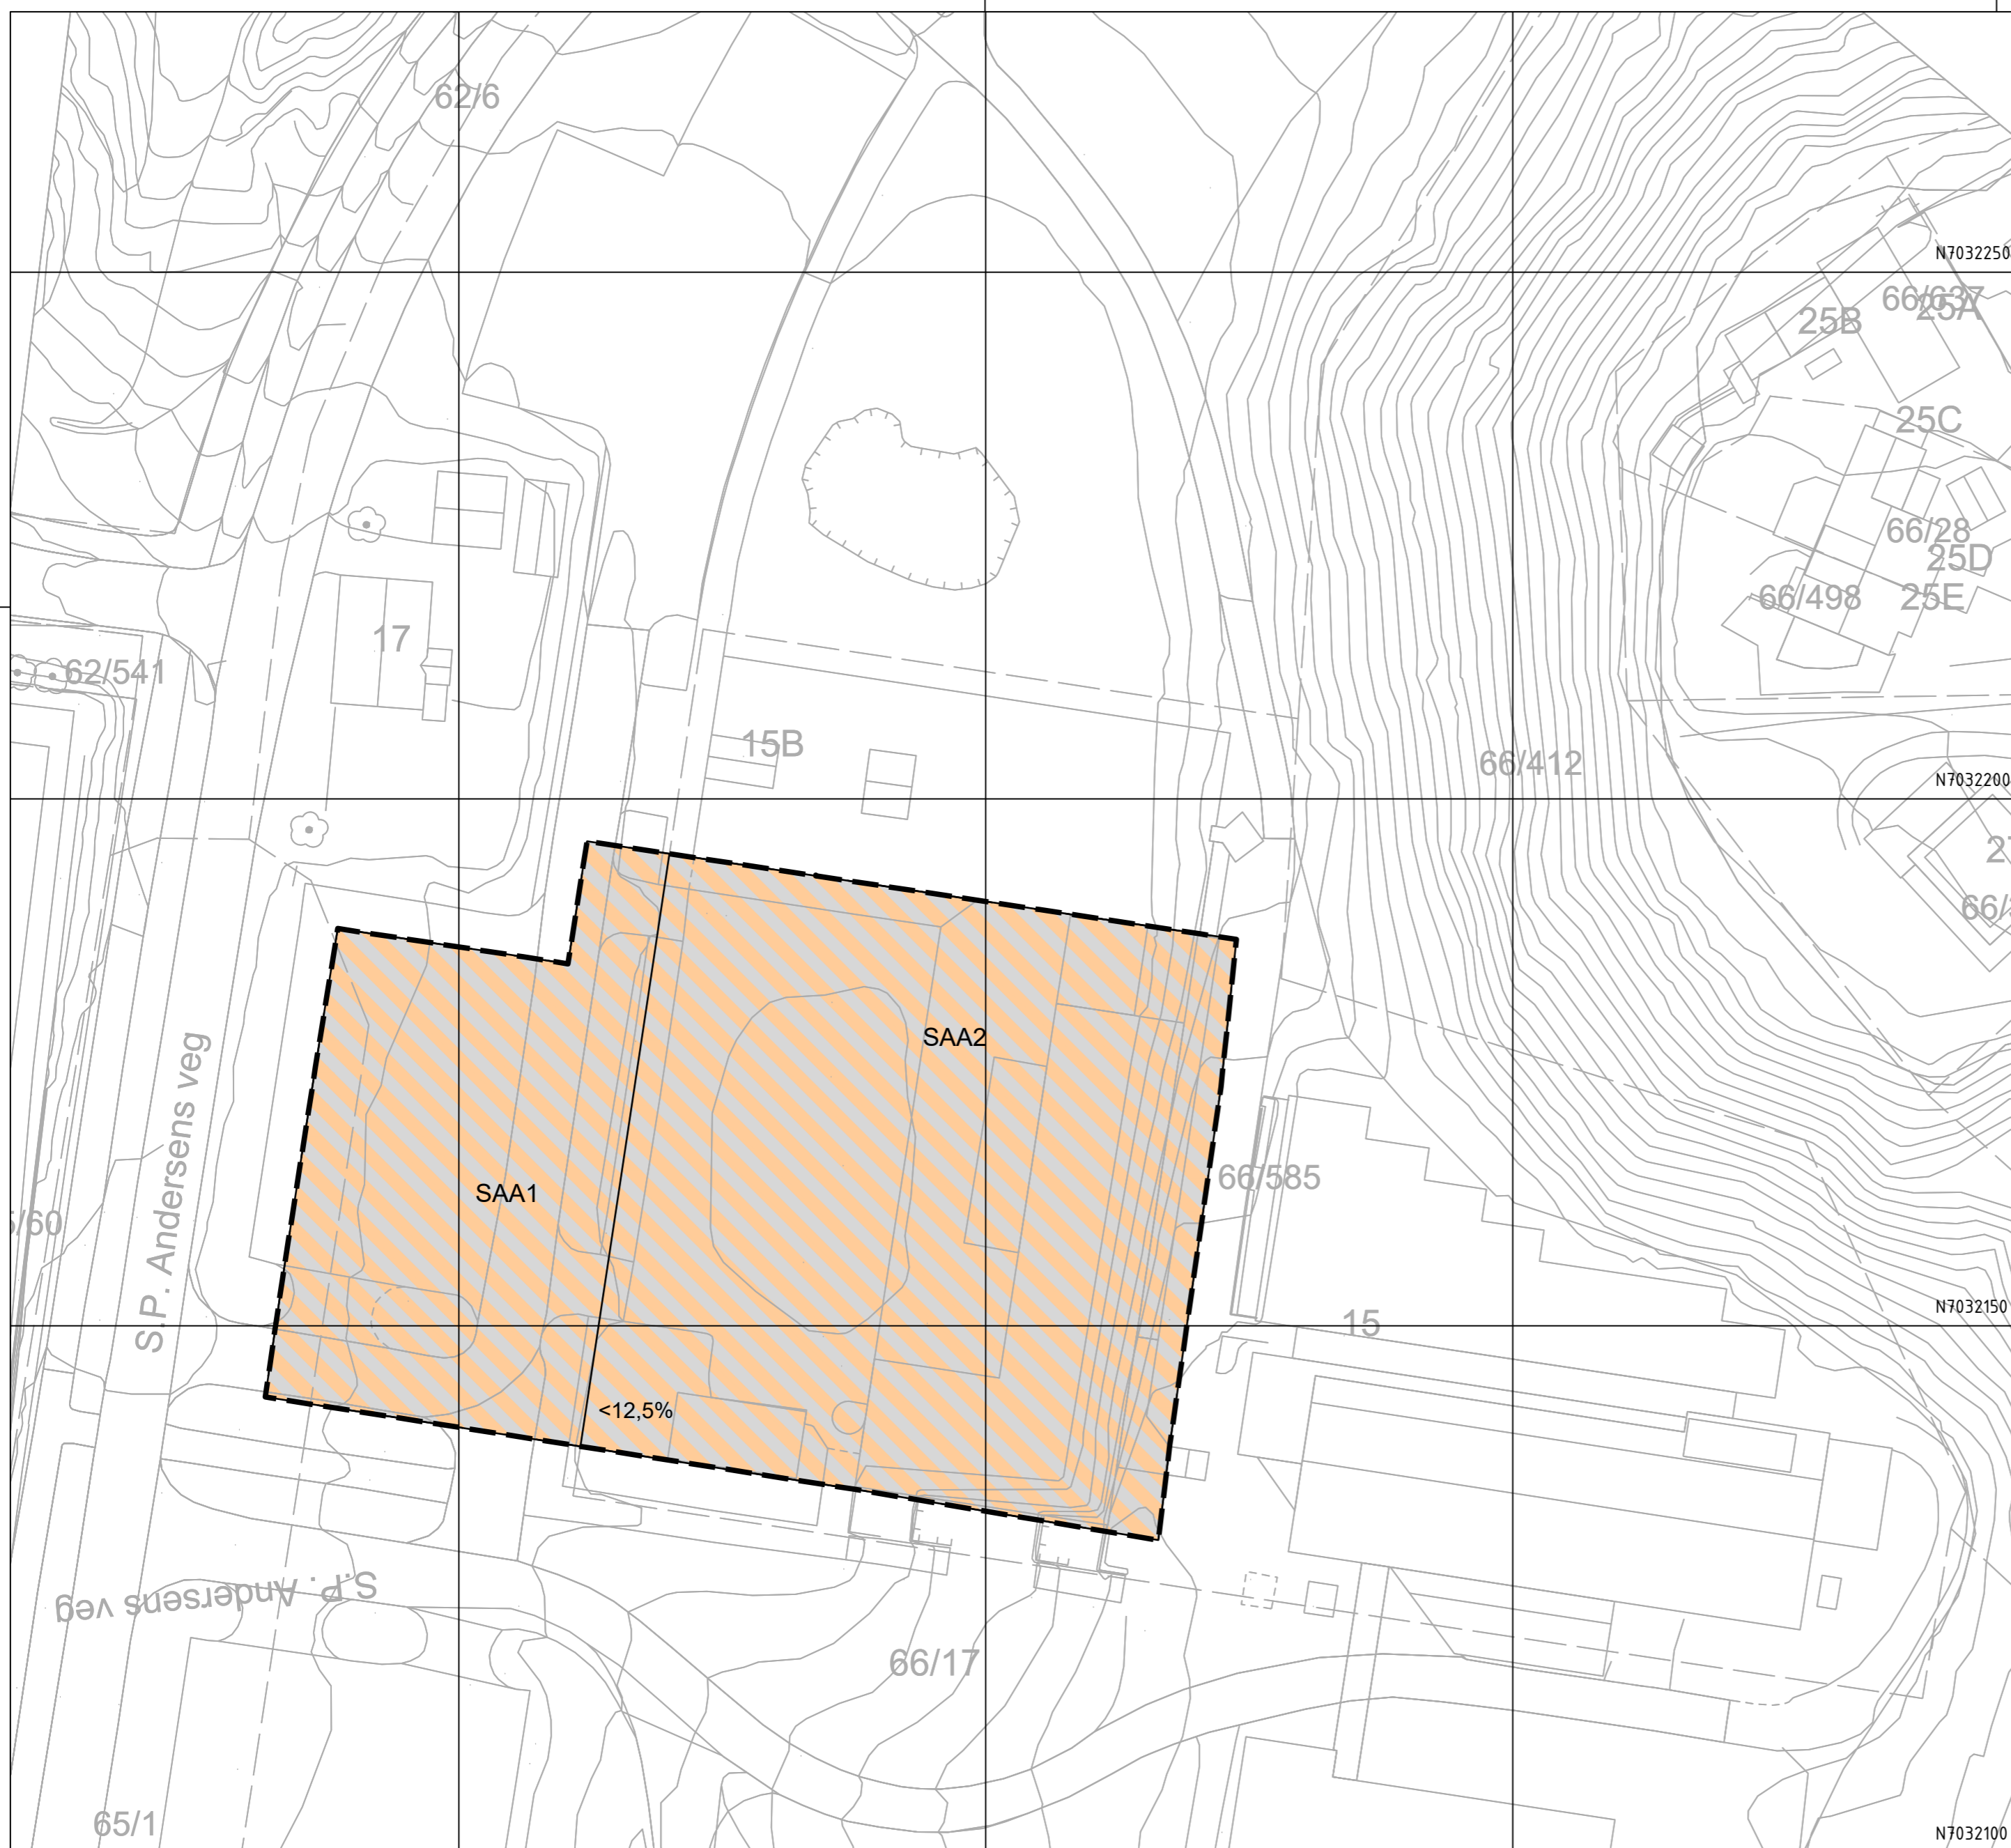 62/6
N7032250
66/637
25A
25B
25C
66/28
25D
66/498
25E
17
62/541
15B
66/412
N7032200
SAA2
S.P. Andersens veg
66/585
SAA1
N7032150
15
<12,5%
S.P. Andersens veg
66/17
65/1
N7032100